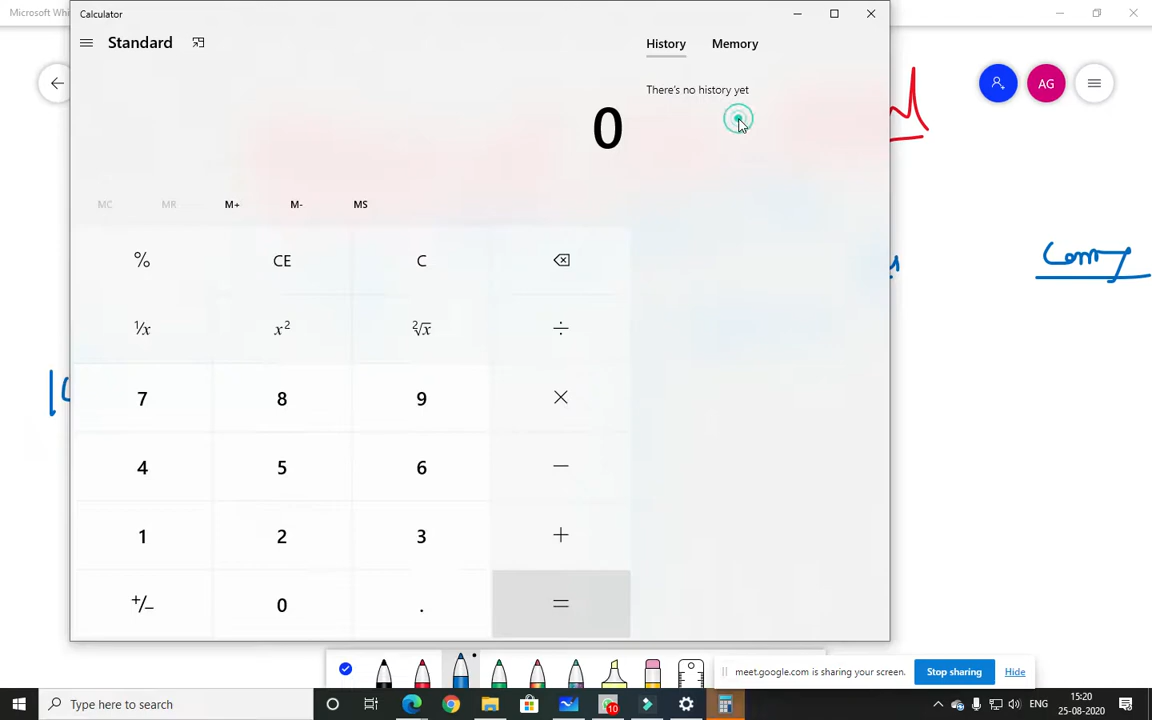 Microsoft Whi
Calculator
Standard
History
Memory
There's no history yet
0
AG
MC
MR
M+
M-
MS
%
CE
C
1/x
x²
²√x
÷
7
8
9
×
4
5
6
−
1
2
3
+
+/−
0
.
=
meet.google.com is sharing your screen.
Stop sharing
Hide
Type here to search
10
ENG
15:20
25-08-2020